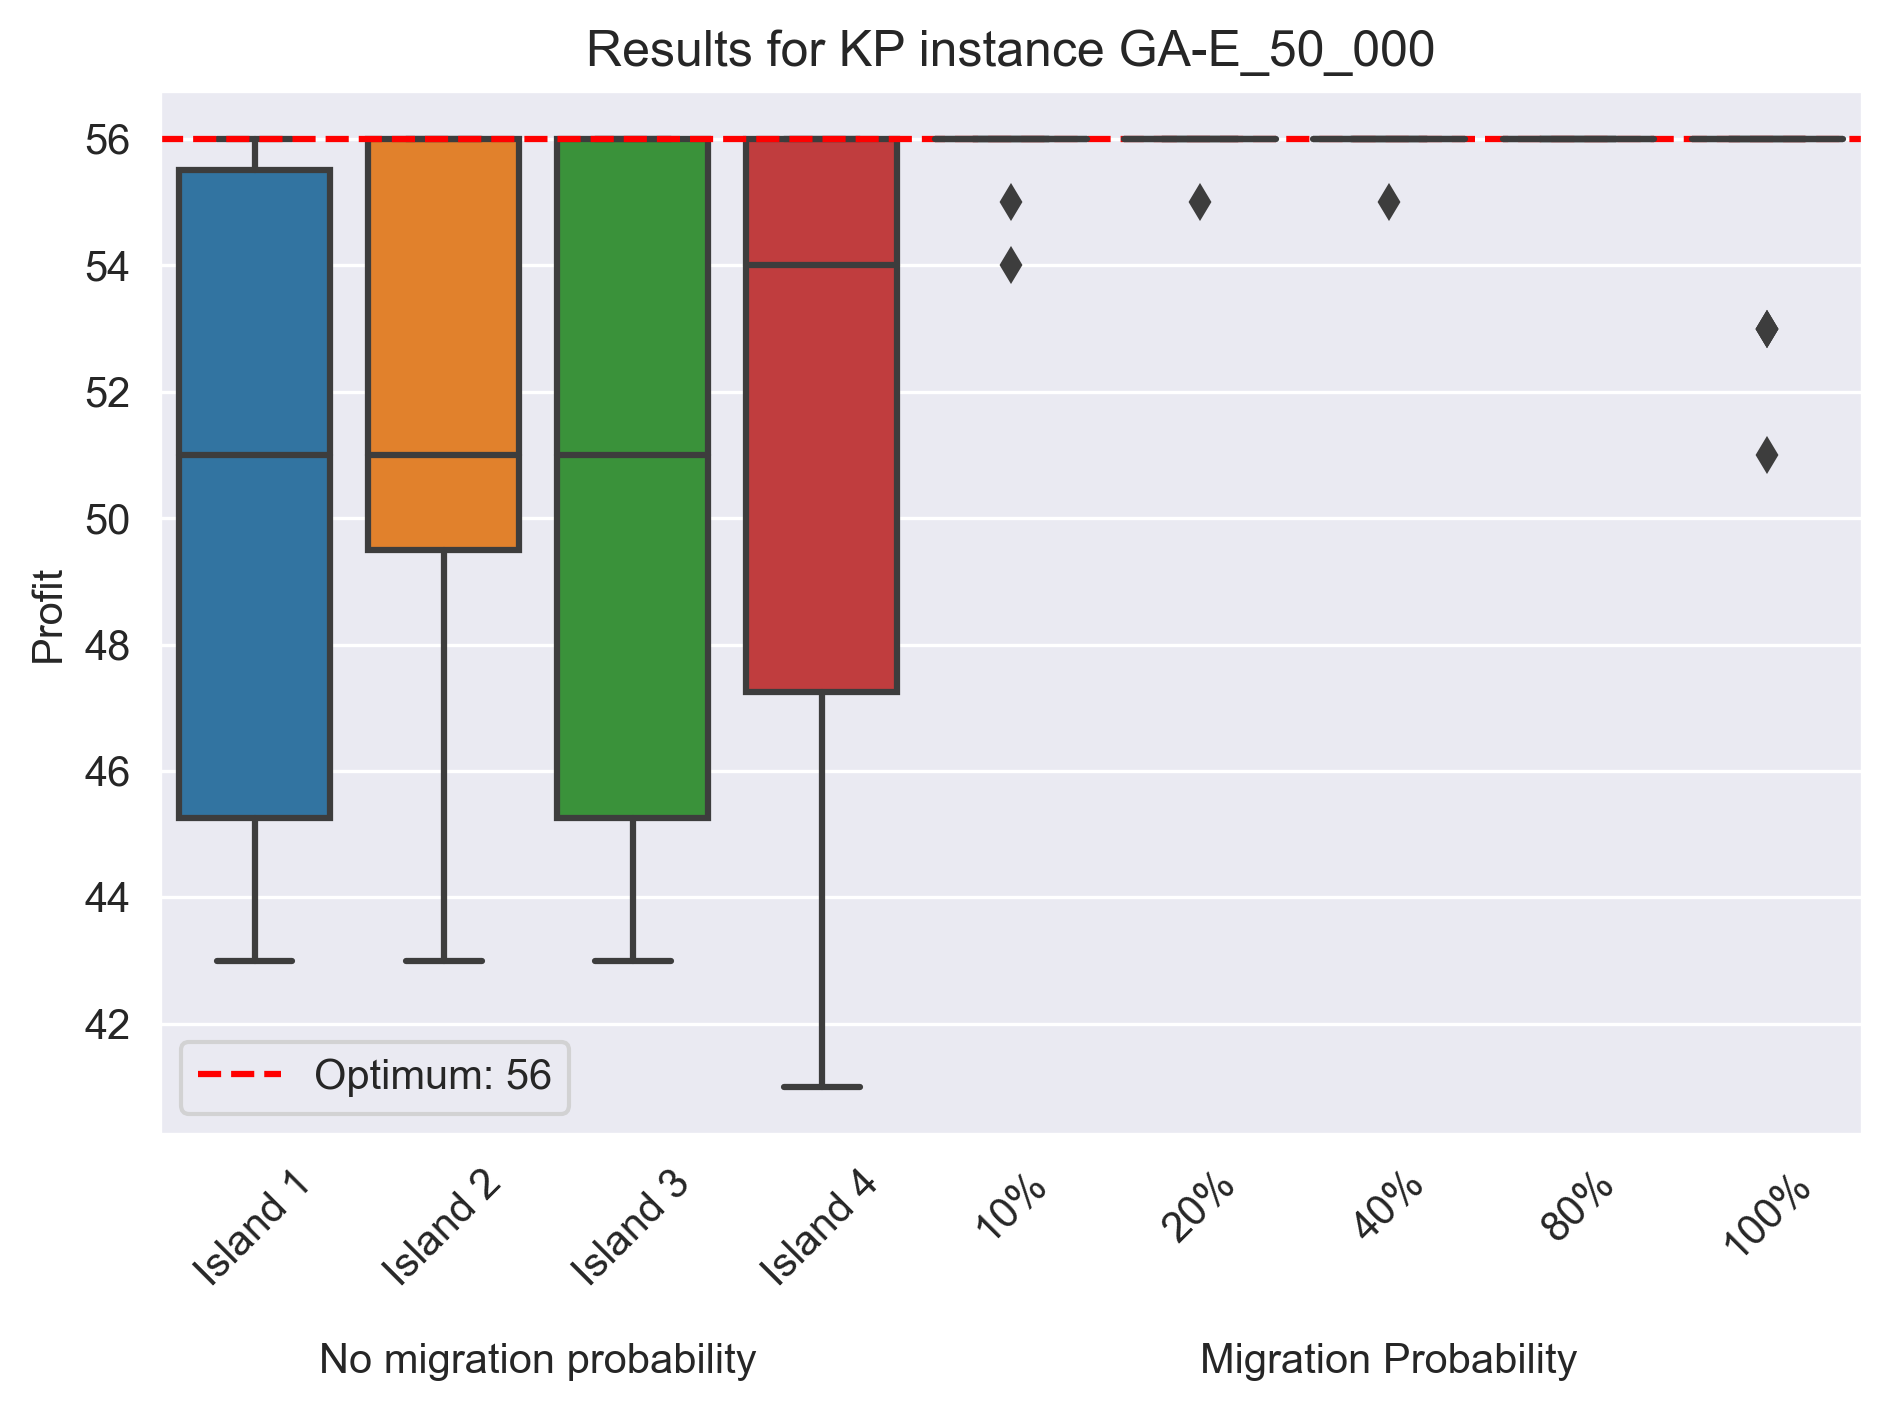 Results for KP instance GA-E_50_000
Profit
56
54
52
50
48
46
44
42
Optimum: 56
Island 1
Island 2
Island 3
Island 4
10%
20%
40%
80%
100%
No migration probability
Migration Probability